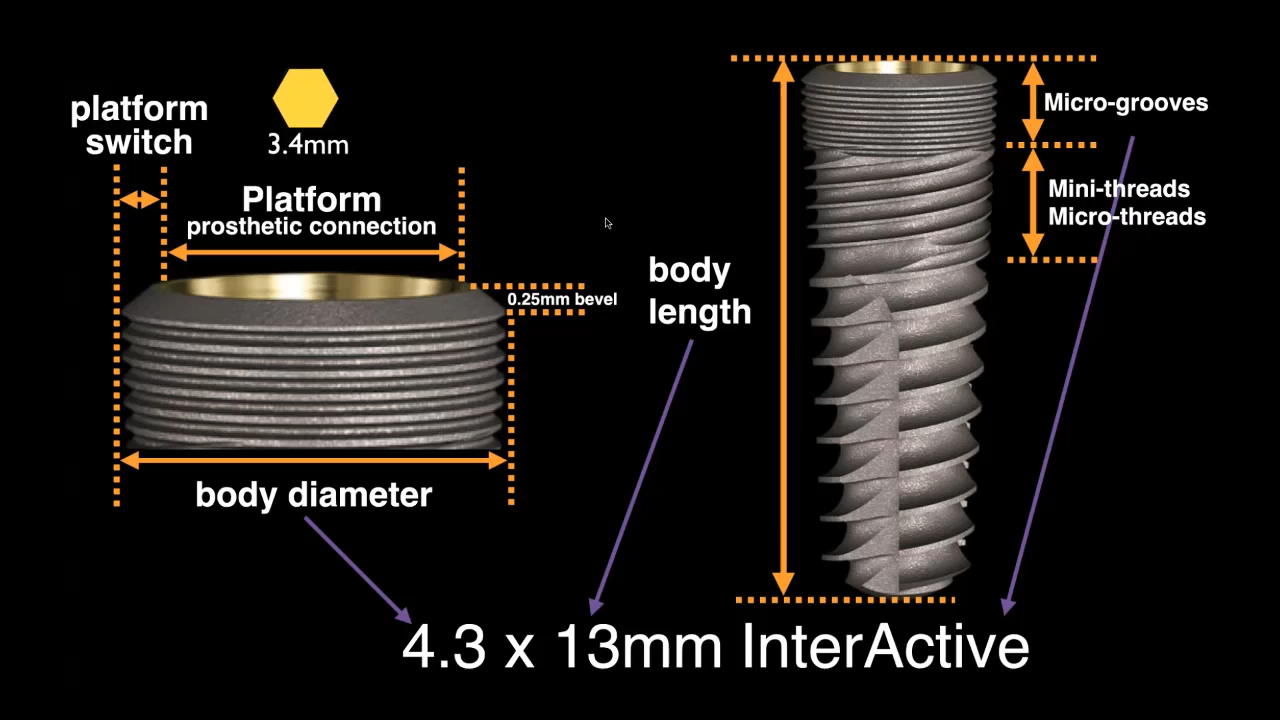 platform
switch
3.4mm
Platform
prosthetic connection
0.25mm bevel
body diameter
body
length
Micro-grooves
Mini-threads
Micro-threads
4.3 x 13mm InterActive